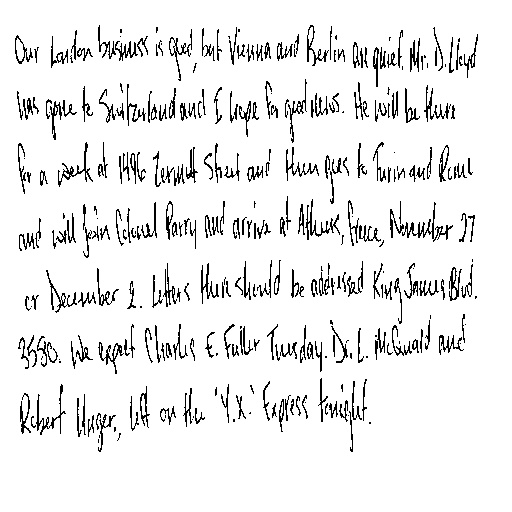 Our London business is good, but Vienna and Berlin are quiet. Mr. D. Lloyd
has gone to Switzerland and I hope for good news. He will be there
for a week at 1496 Zermott Street and then goes to Turin and Rome
and will join Colonel Parry and arrive at Athens, Greece, November 27
or December 2. Letters there should be addressed King James Blvd.
3580. We expect Charles E. Fuller Tuesday. Dr. L. McQuaid and
Robert Unger, left on the 'Y.X.' Express tonight.